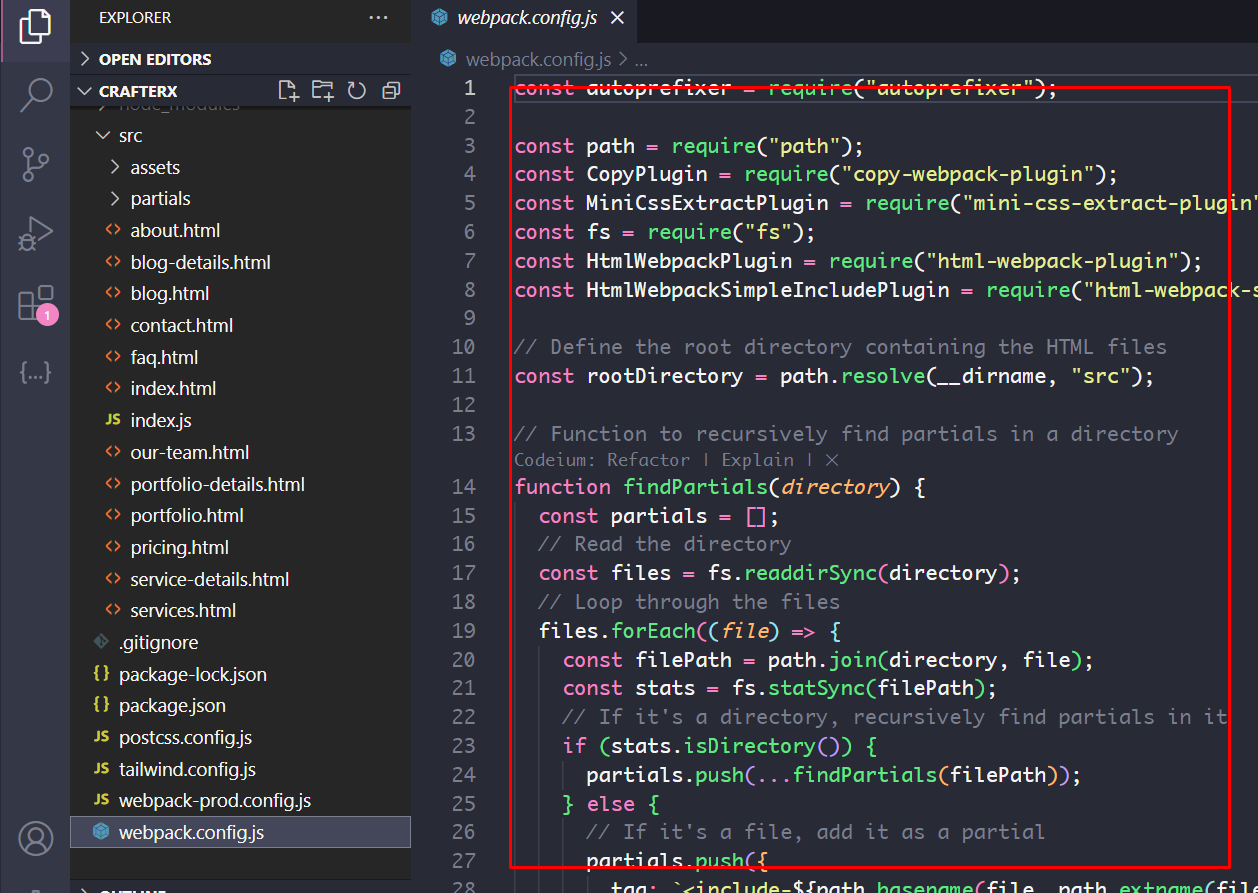 EXPLORER
OPEN EDITORS
CRAFTERX
node_modules
src
assets
partials
about.html
blog-details.html
blog.html
contact.html
faq.html
index.html
JS index.js
our-team.html
portfolio-details.html
portfolio.html
pricing.html
service-details.html
services.html
.gitignore
{} package-lock.json
{} package.json
JS postcss.config.js
JS tailwind.config.js
JS webpack-prod.config.js
webpack.config.js
OUTLINE
1
{...}
webpack.config.js
webpack.config.js > ...
1 const autoprefixer = require("autoprefixer");
2
3 const path = require("path");
4 const CopyPlugin = require("copy-webpack-plugin");
5 const MiniCssExtractPlugin = require("mini-css-extract-plugin"
6 const fs = require("fs");
7 const HtmlWebpackPlugin = require("html-webpack-plugin");
8 const HtmlWebpackSimpleIncludePlugin = require("html-webpack-s
9
10 // Define the root directory containing the HTML files
11 const rootDirectory = path.resolve(__dirname, "src");
12
13 // Function to recursively find partials in a directory
Codeium: Refactor | Explain | ×
14 function findPartials(directory) {
15 const partials = [];
16 // Read the directory
17 const files = fs.readdirSync(directory);
18 // Loop through the files
19 files.forEach((file) => {
20 const filePath = path.join(directory, file);
21 const stats = fs.statSync(filePath);
22 // If it's a directory, recursively find partials in it
23 if (stats.isDirectory()) {
24 partials.push(...findPartials(filePath));
25 } else {
26 // If it's a file, add it as a partial
27 partials.push({
28 tag: `<include-${path.basename(file, path.extname(file